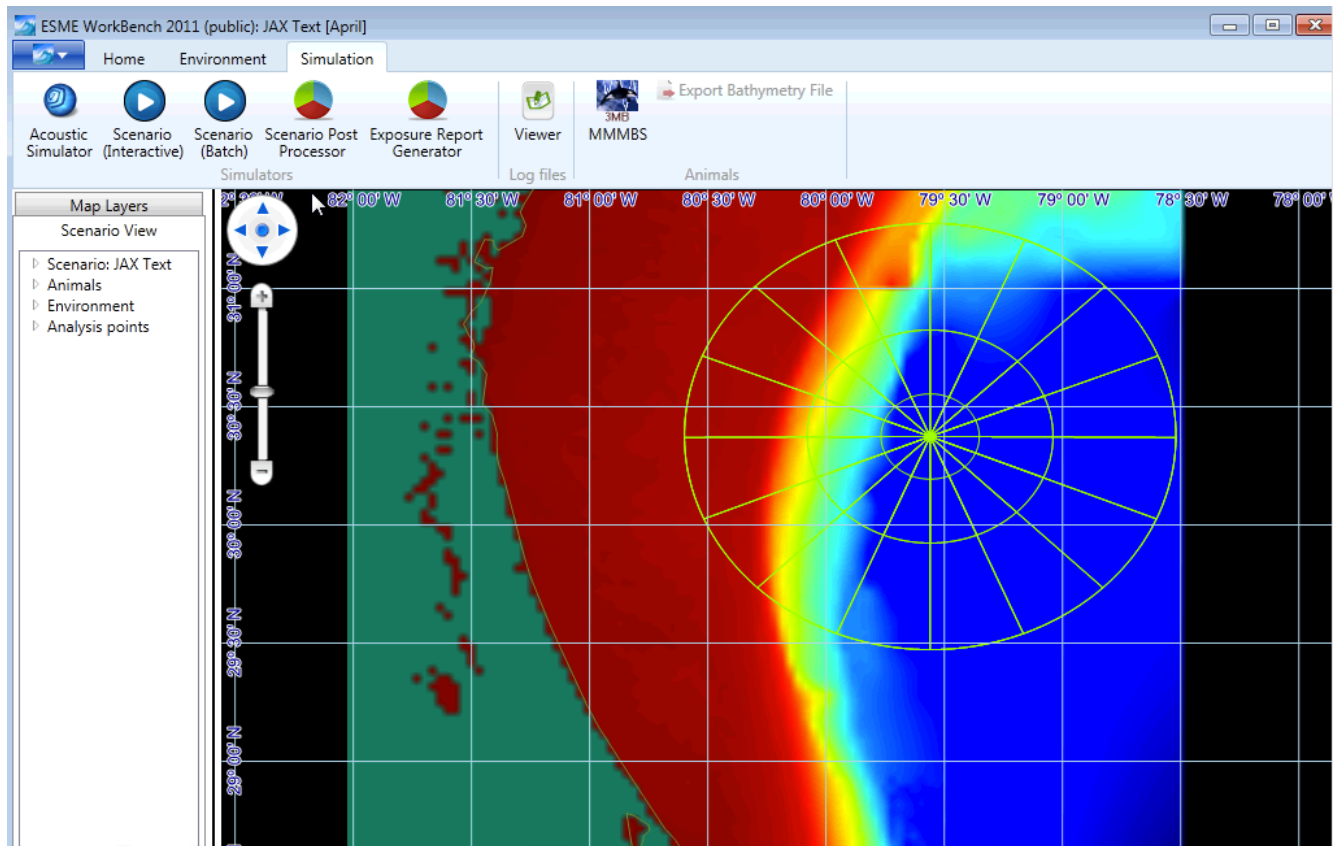 ESME WorkBench 2011 (public): JAX Text [April]
Home Environment Simulation
Acoustic Simulator
Scenario (Interactive)
Scenario (Batch)
Scenario Post Processor
Exposure Report Generator
Viewer
3MB
MMMBS
Export Bathymetry File
Simulators
Log files
Animals
Map Layers
Scenario View
Scenario: JAX Text
Animals
Environment
Analysis points
82° 00' W 81° 30' W 81° 00' W 80° 30' W 80° 00' W 79° 30' W 79° 00' W 78° 30' W 78° 00'
31° 00' N
30° 30' N
30° 00' N
29° 30' N
29° 00' N